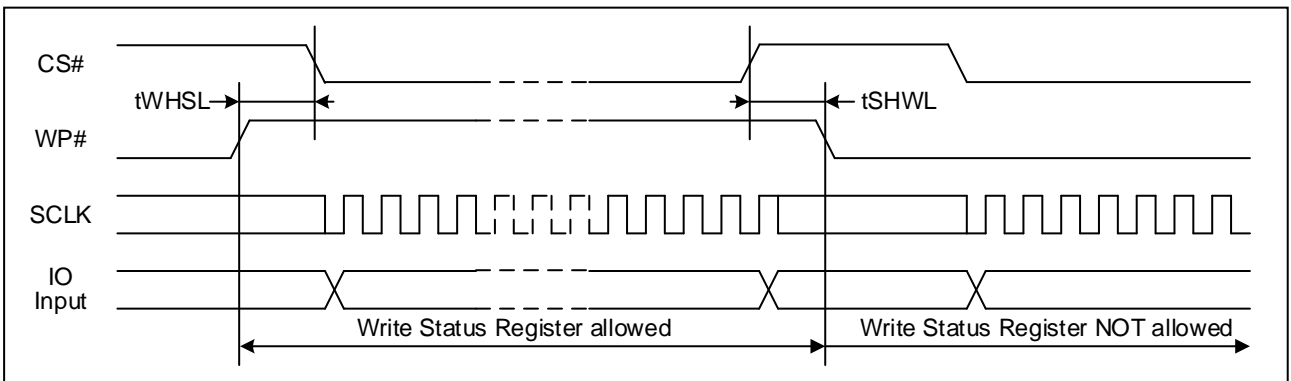 CS#
tWHSL
tSHWL
WP#
SCLK
IO
Input
Write Status Register allowed
Write Status Register NOT allowed